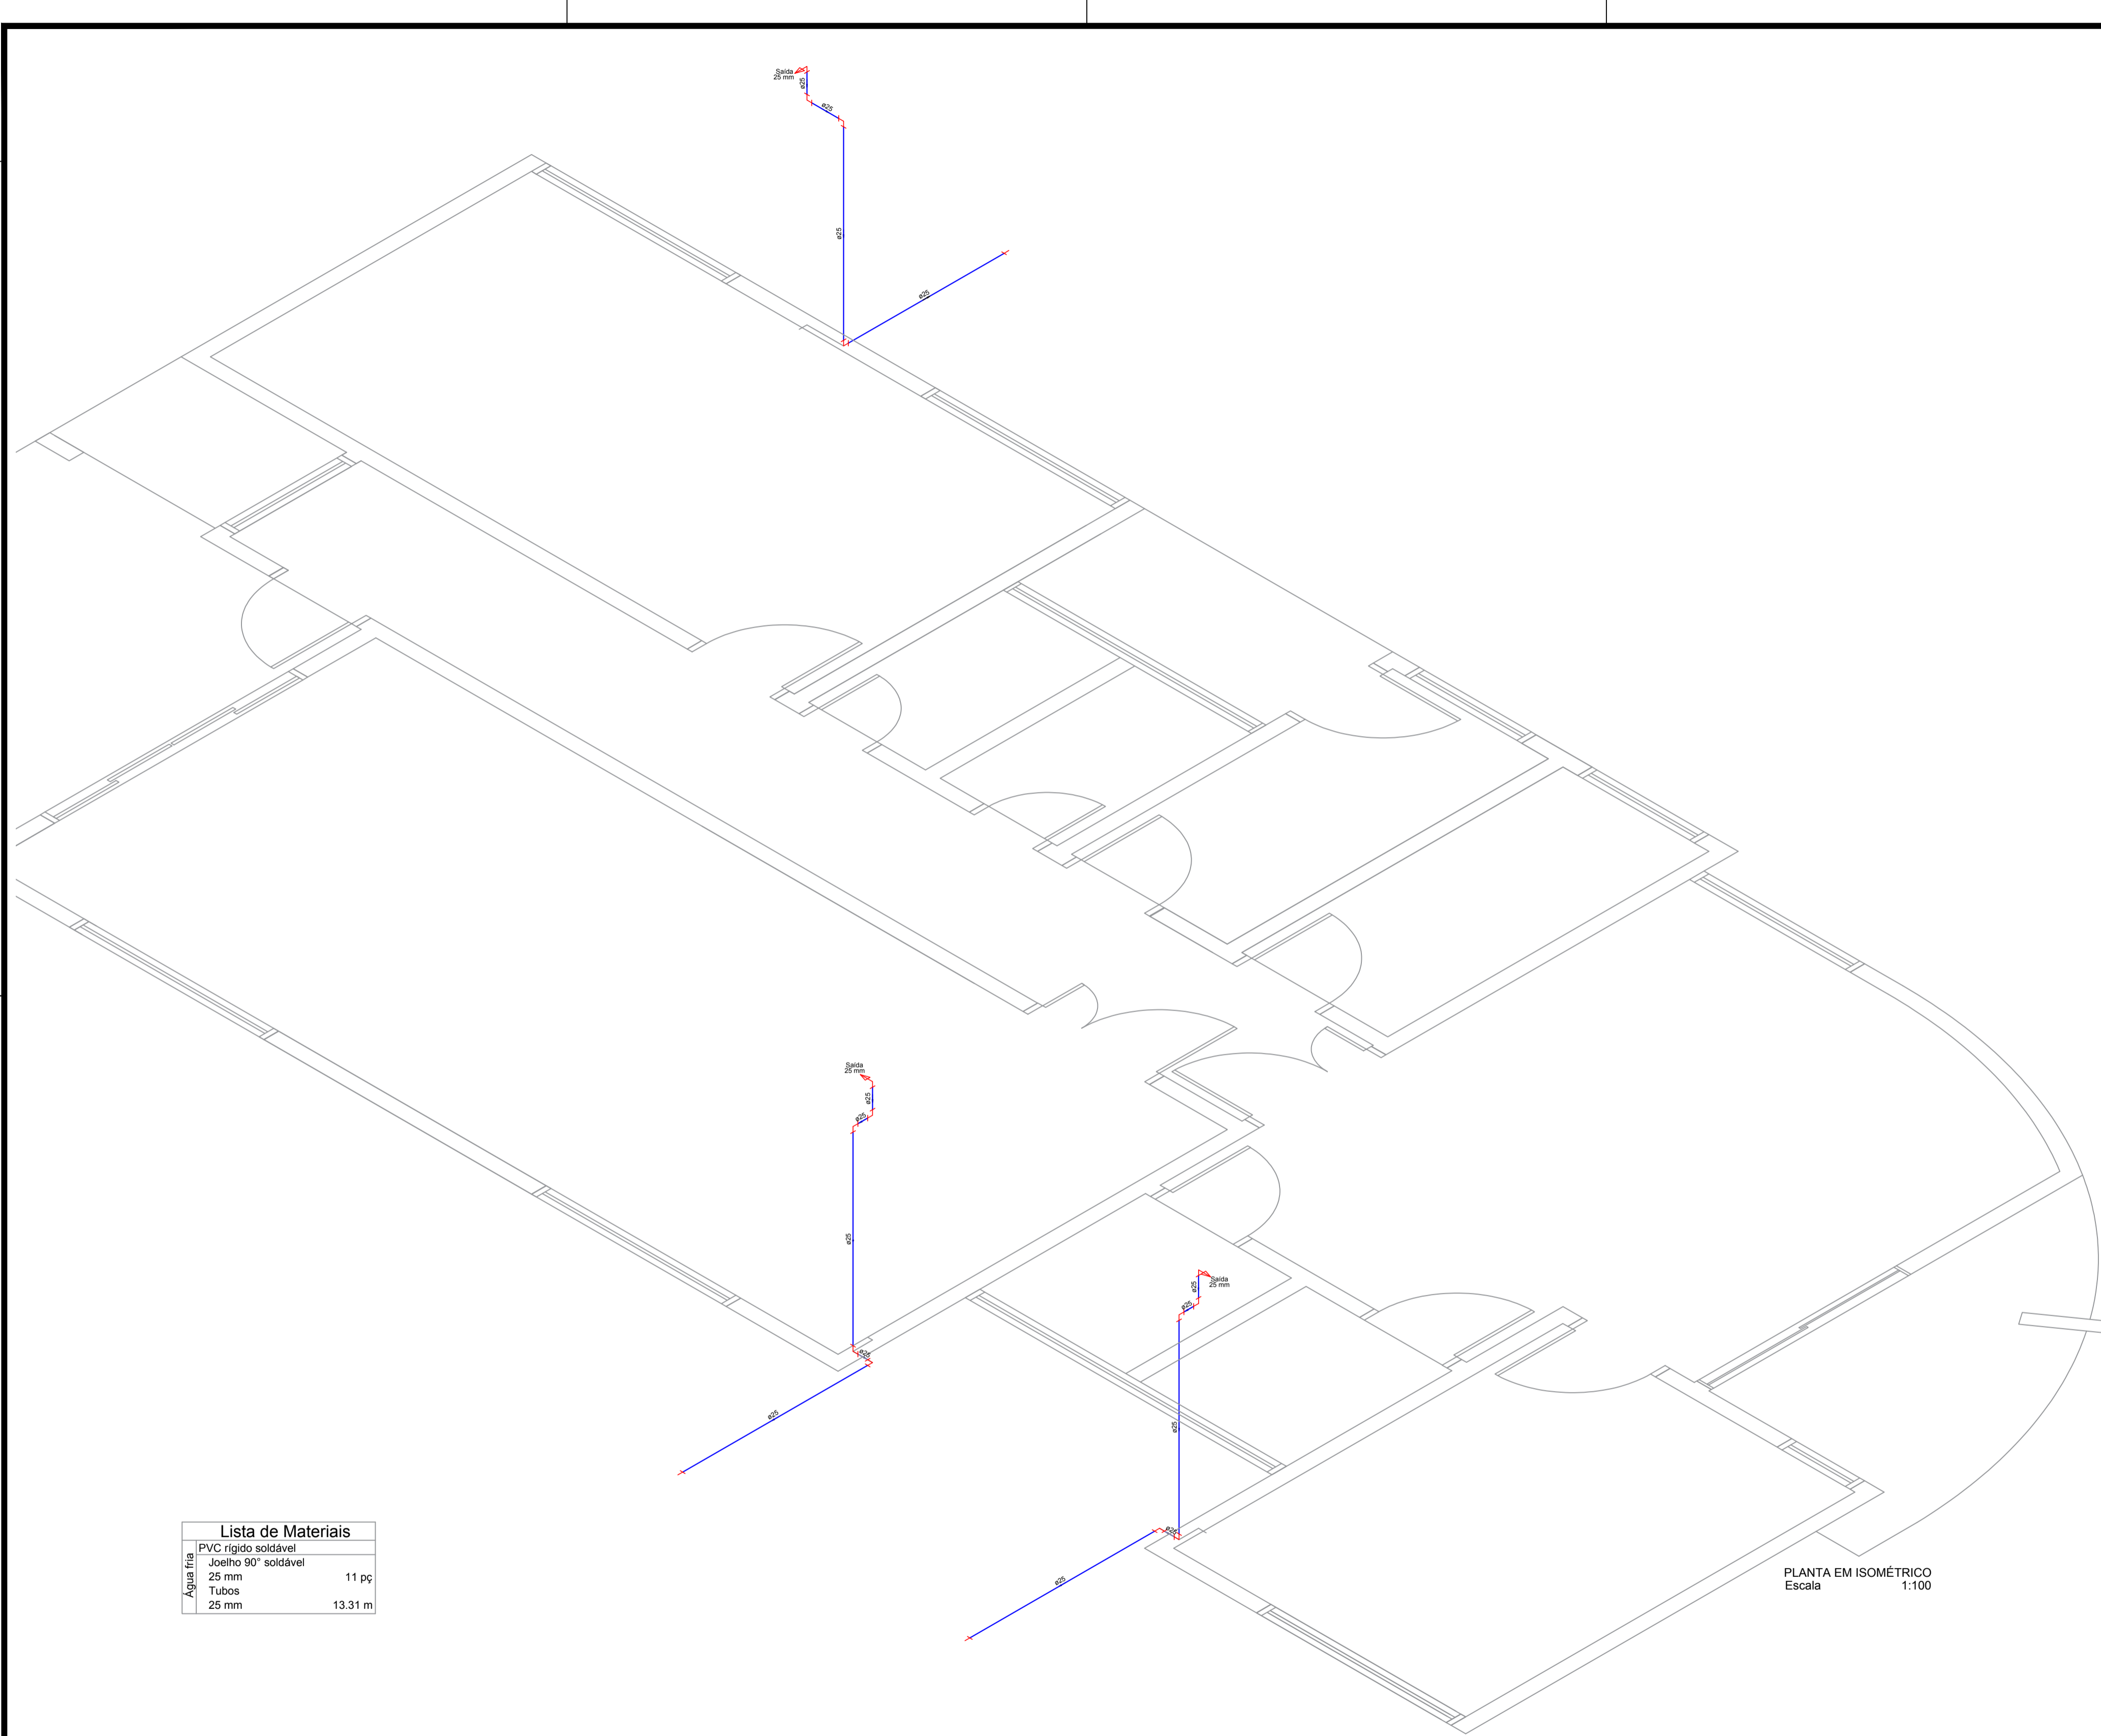 Saída
25 mm
ø25
ø25
ø25
ø25
Saída
25 mm
ø25
ø25
ø25
ø25
ø25
Saída
25 mm
ø25
ø25
ø25
ø25
ø25
Lista de Materiais
Água fria
PVC rígido soldável
Joelho 90° soldável
25 mm 11 pç
Tubos
25 mm 13.31 m
PLANTA EM ISOMÉTRICO
Escala 1:100